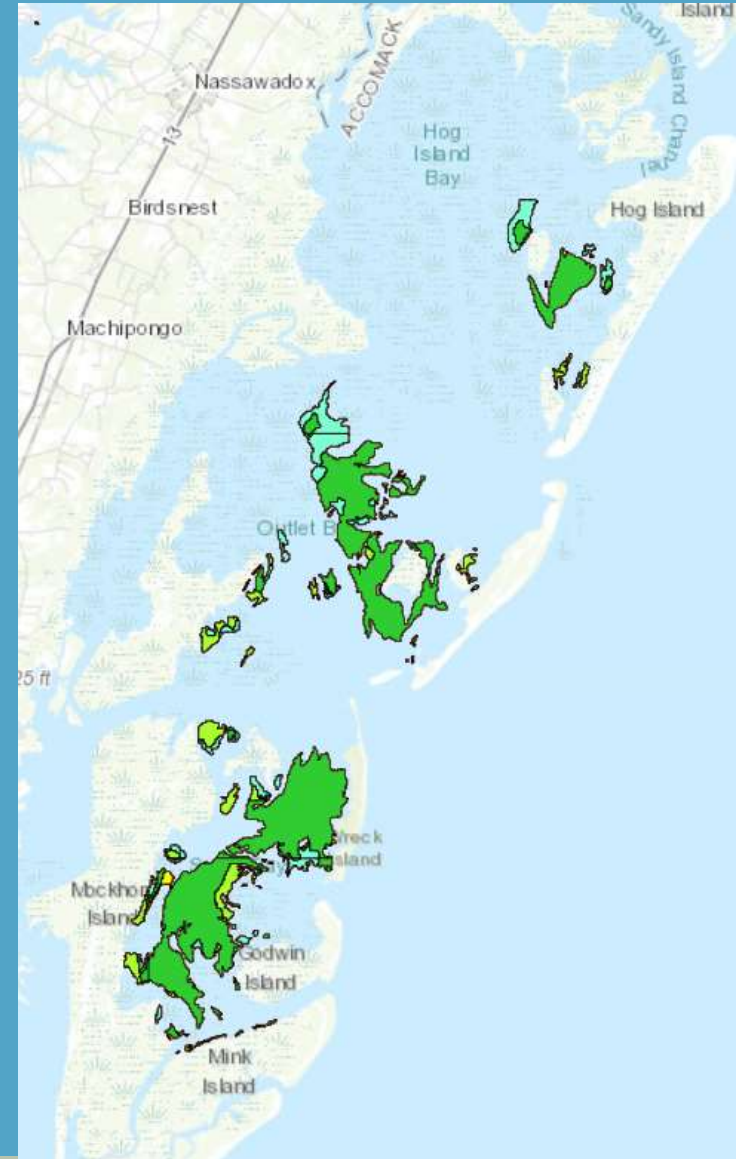 Island
Sandy Island Channel
ACCOMACK
Nassawadox
13
Hog
Island
Bay
Birdsnest
Hog Island
Machipongo
Outlet B
25 ft
Wreck
Island
Mockhorn
Island
Godwin
Island
Mink
Island